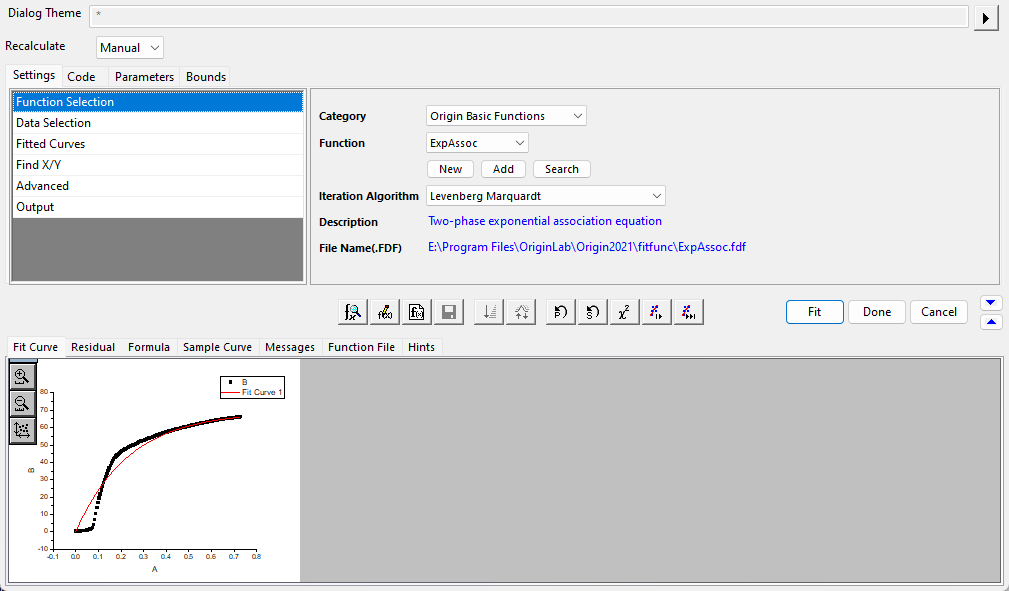 Dialog Theme *
Recalculate Manual
Settings Code Parameters Bounds
Function Selection
Data Selection
Fitted Curves
Find X/Y
Advanced
Output
Category Origin Basic Functions
Function ExpAssoc
New Add Search
Iteration Algorithm Levenberg Marquardt
Description Two-phase exponential association equation
File Name(.FDF) E:\Program Files\OriginLab\Origin2021\fitfunc\ExpAssoc.fdf
Fit Done Cancel
Fit Curve Residual Formula Sample Curve Messages Function File Hints
B
Fit Curve 1
80
70
60
50
40
30
20
10
0
-10
B
-0.1 0.0 0.1 0.2 0.3 0.4 0.5 0.6 0.7 0.8
A